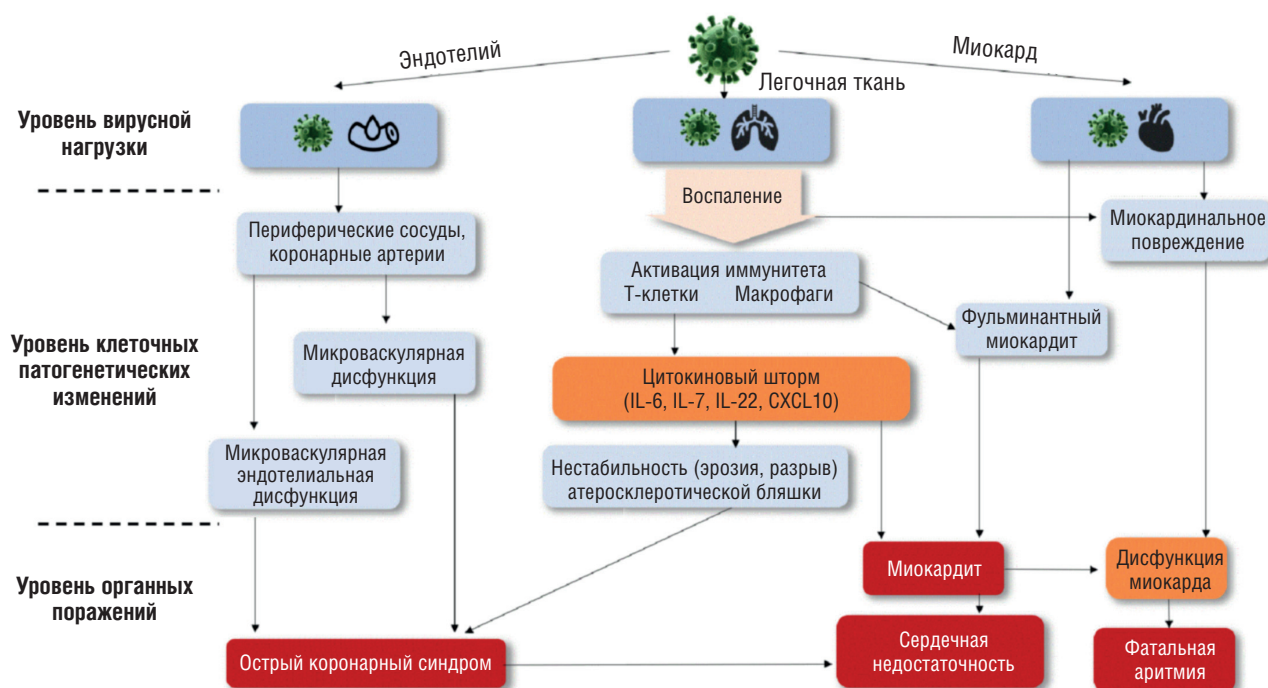 Эндотелий
Миокард
Легочная ткань
Уровень вирусной
нагрузки
Воспаление
Периферические сосуды,
коронарные артерии
Миокардинальное
повреждение
Активация иммунитета
Т-клетки Макрофаги
Фульминантный
миокардит
Уровень клеточных
патогенетических
изменений
Микроваскулярная
дисфункция
Цитокиновый шторм
(IL-6, IL-7, IL-22, CXCL10)
Микроваскулярная
эндотелиальная
дисфункция
Нестабильность (эрозия, разрыв)
атеросклеротической бляшки
Уровень органных
поражений
Миокардит
Дисфункция
миокарда
Острый коронарный синдром
Сердечная
недостаточность
Фатальная
аритмия